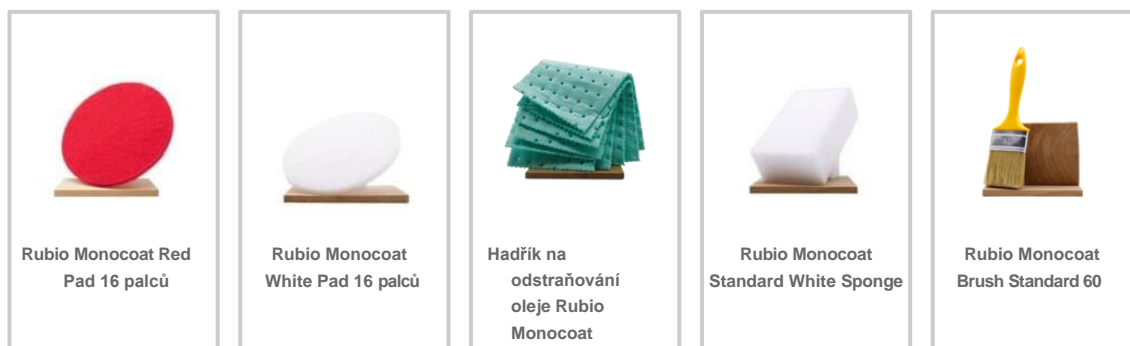 Rubio Monocoat Red
Pad 16 palců
Rubio Monocoat
White Pad 16 palců
Hadřík na
odstraňování
oleje Rubio
Monocoat
Rubio Monocoat
Standard White Sponge
Rubio Monocoat
Brush Standard 60